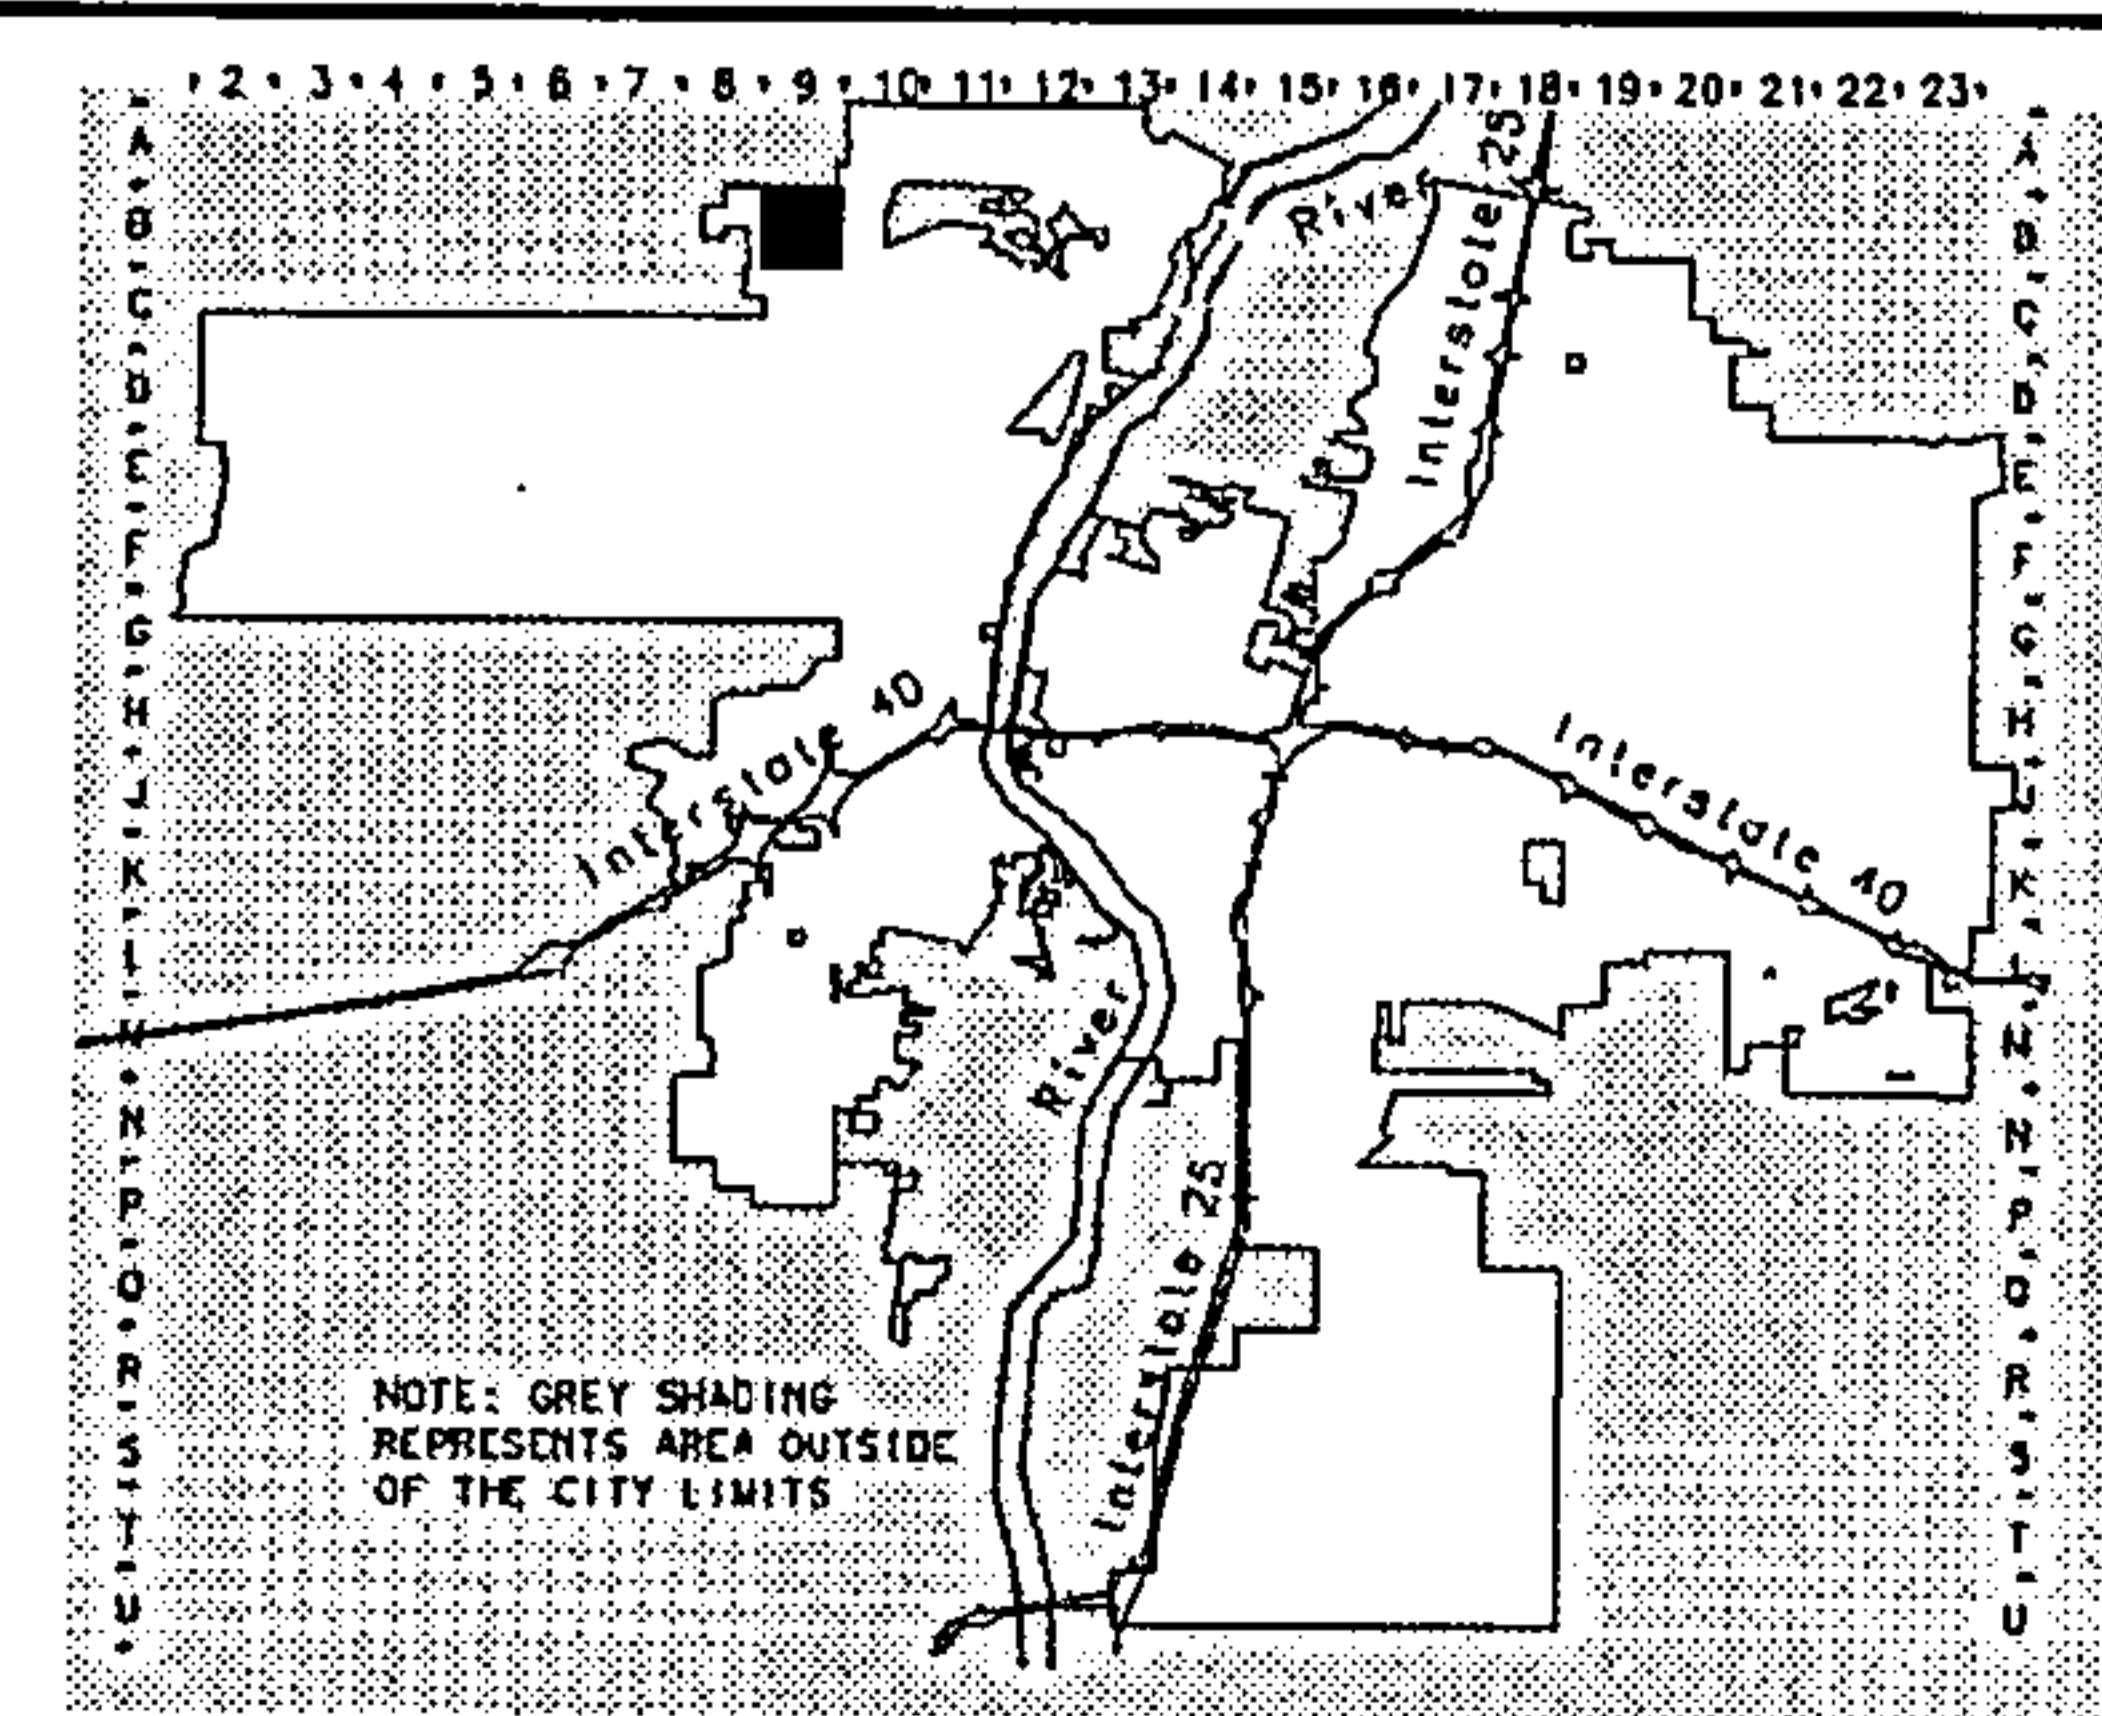 2 3 4 5 6 7 8 9 10 11 12 13 14 15 16 17 18 19 20 21 22 23
A A
B B
C C
D D
E E
F F
G G
H H
J J
K K
L L
M M
N N
P P
Q Q
R R
S S
T T
U U
River
Interstate 25
Interstate 40
Interstate 40
River
Interstate 25
NOTE: GREY SHADING
REPRESENTS AREA OUTSIDE
OF THE CITY LIMITS